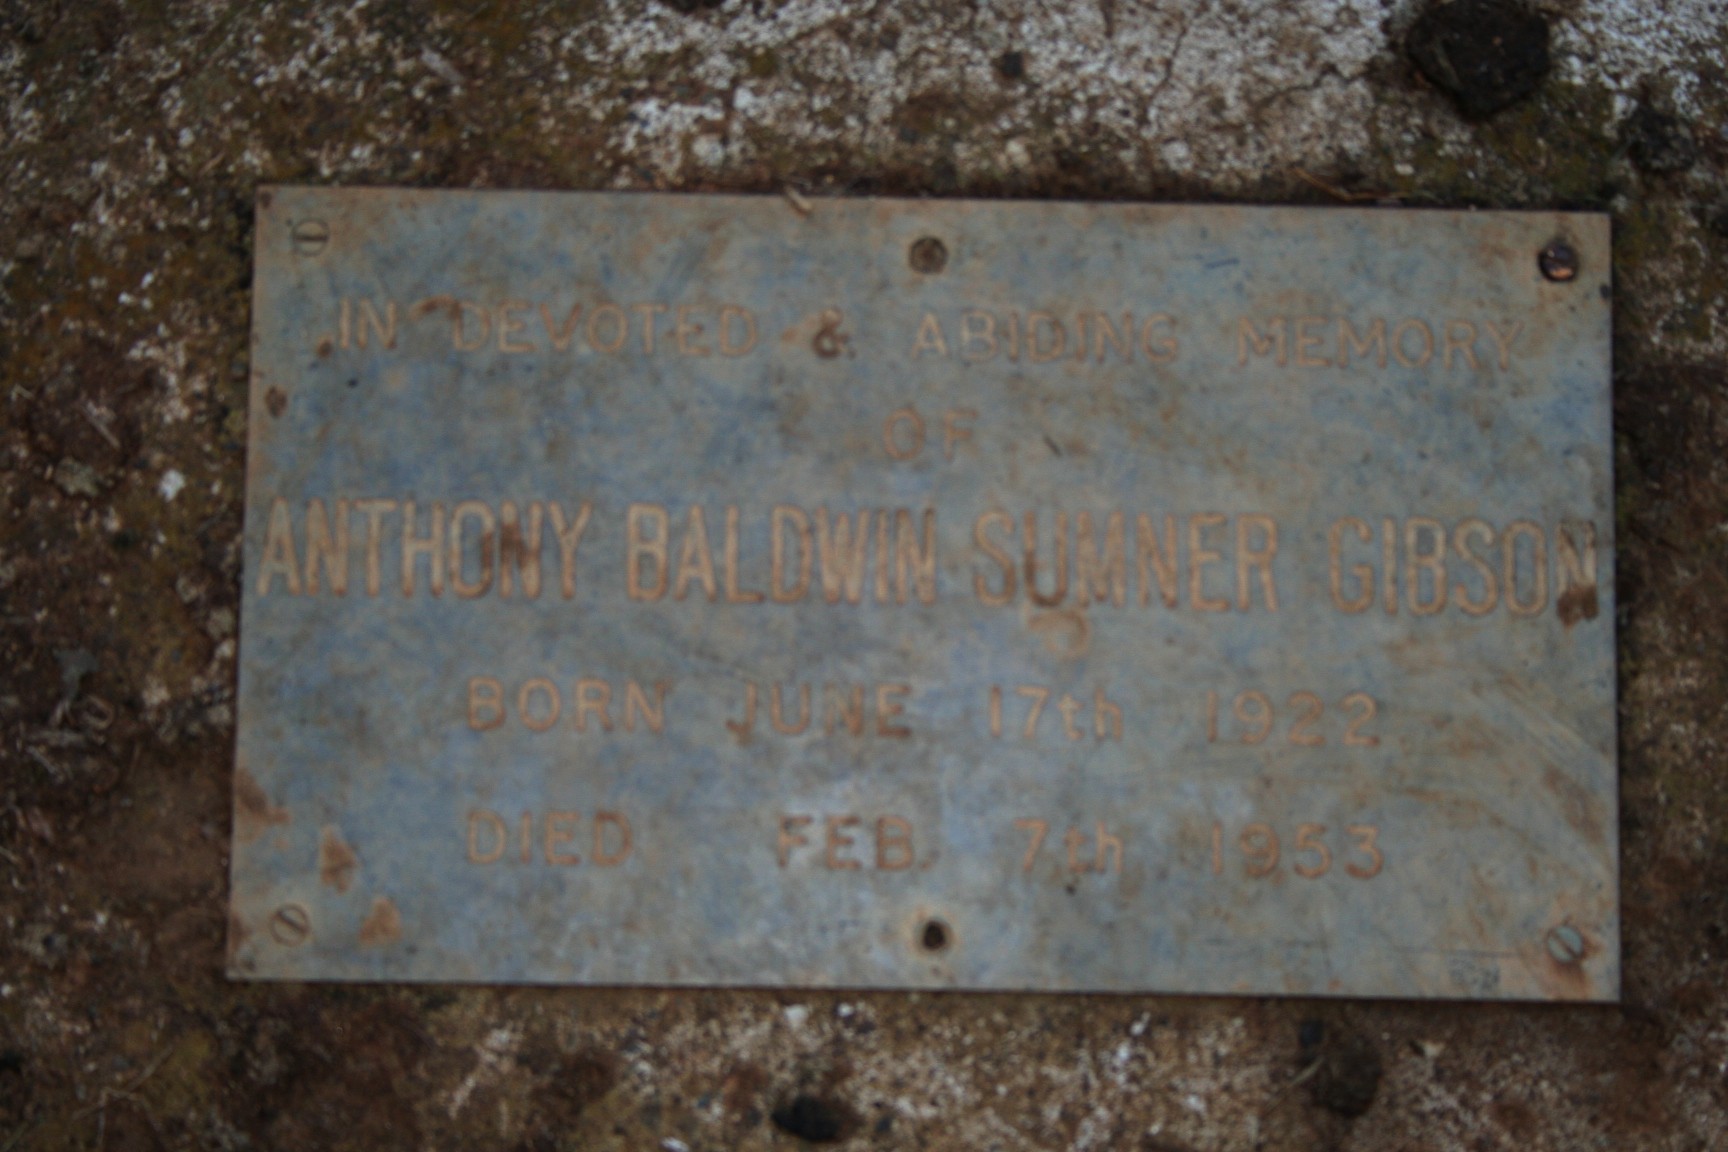 IN DEVOTED & ABIDING MEMORY
OF
ANTHONY BALDWIN SUMNER GIBSON
BORN JUNE 17th 1922
DIED FEB. 7th 1953